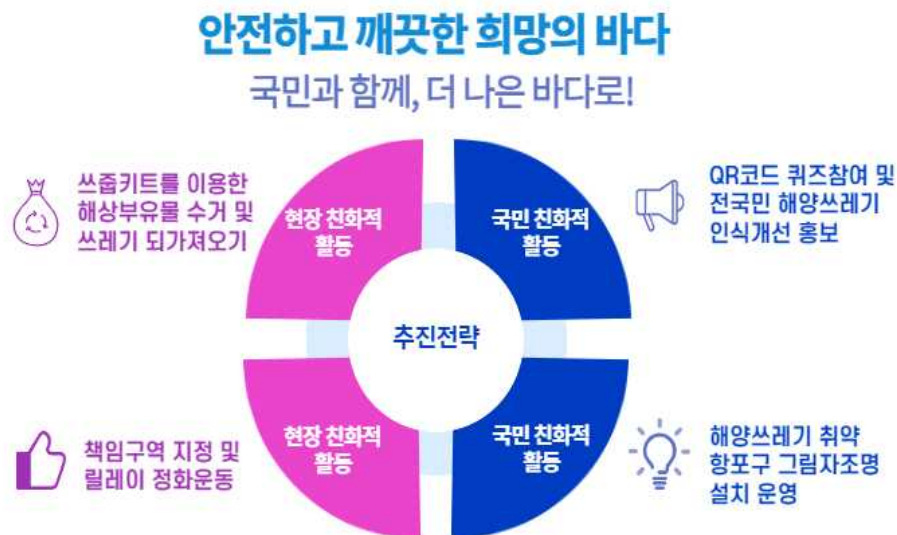 안전하고 깨끗한 희망의 바다
국민과 함께, 더 나은 바다로!
쓰줍키트를 이용한
해상부유물 수거 및
쓰레기 되가져오기
현장 친화적
활동
국민 친화적
활동
QR코드 퀴즈참여 및
전국민 해양쓰레기
인식개선 홍보
추진전략
책임구역 지정 및
릴레이 정화운동
현장 친화적
활동
국민 친화적
활동
해양쓰레기 취약
항포구 그림자조명
설치 운영